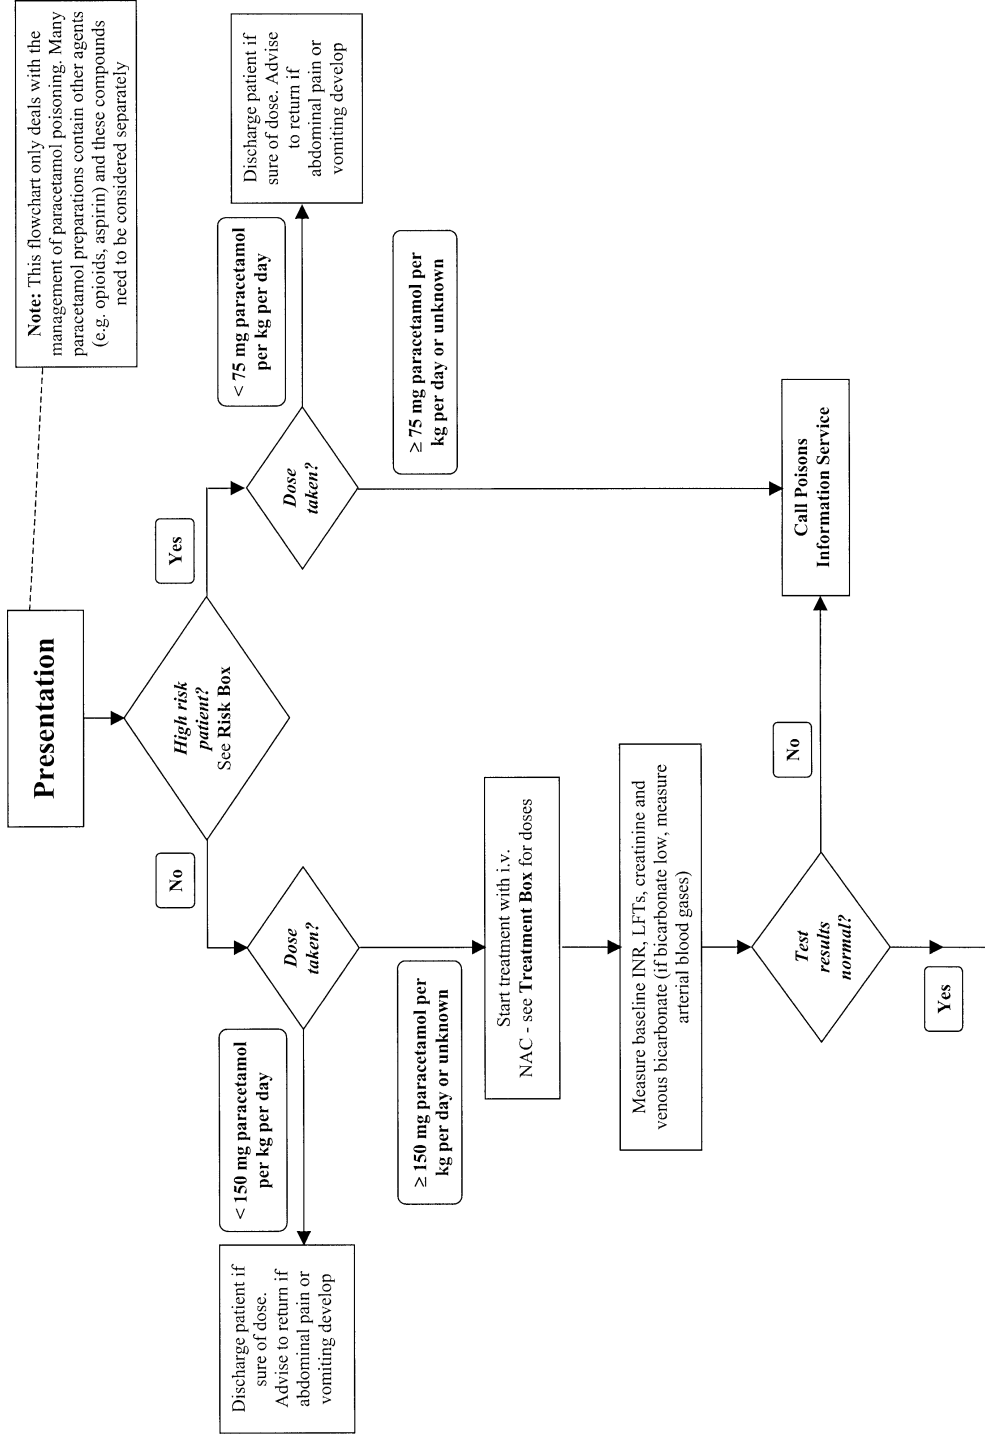 Note: This flowchart only deals with the
management of paracetamol poisoning. Many
paracetamol preparations contain other agents
(e.g. opioids, aspirin) and these compounds
need to be considered separately
Presentation
High risk
patient?
See Risk Box
No
Yes
Dose
taken?
Dose
taken?
< 150 mg paracetamol
per kg per day
< 75 mg paracetamol
per kg per day
Discharge patient if
sure of dose.
Advise to return if
abdominal pain or
vomiting develop
Discharge patient if
sure of dose. Advise
to return if
abdominal pain or
vomiting develop
≥ 150 mg paracetamol per
kg per day or unknown
≥ 75 mg paracetamol per
kg per day or unknown
Start treatment with i.v.
NAC - see Treatment Box for doses
Measure baseline INR, LFTs, creatinine and
venous bicarbonate (if bicarbonate low, measure
arterial blood gases)
Test
results
normal?
No
Call Poisons
Information Service
Yes